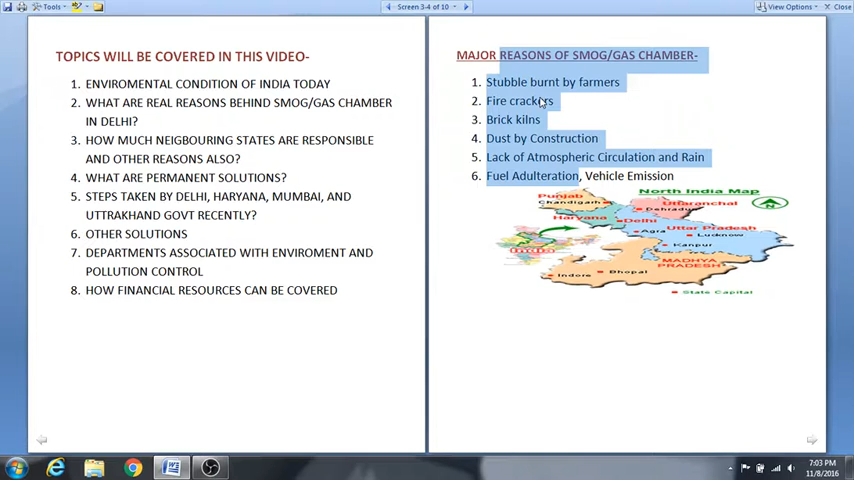 Tools
Screen 3-4 of 10
View Options
Close
TOPICS WILL BE COVERED IN THIS VIDEO-
1. ENVIROMENTAL CONDITION OF INDIA TODAY
2. WHAT ARE REAL REASONS BEHIND SMOG/GAS CHAMBER
IN DELHI?
3. HOW MUCH NEIGBOURING STATES ARE RESPONSIBLE
AND OTHER REASONS ALSO?
4. WHAT ARE PERMANENT SOLUTIONS?
5. STEPS TAKEN BY DELHI, HARYANA, MUMBAI, AND
UTTRAKHAND GOVT RECENTLY?
6. OTHER SOLUTIONS
7. DEPARTMENTS ASSOCIATED WITH ENVIROMENT AND
POLLUTION CONTROL
8. HOW FINANCIAL RESOURCES CAN BE COVERED
MAJOR REASONS OF SMOG/GAS CHAMBER-
1. Stubble burnt by farmers
2. Fire crackers
3. Brick kilns
4. Dust by Construction
5. Lack of Atmospheric Circulation and Rain
6. Fuel Adulteration, Vehicle Emission
North India Map
N
Punjab
Chandigarh
Uttaranchal
Dehradun
Haryana
Delhi
Uttar Pradesh
Agra
Lucknow
Kanpur
India
MADHYA
PRADESH
Bhopal
Indore
State Capital
7:03 PM
11/8/2016